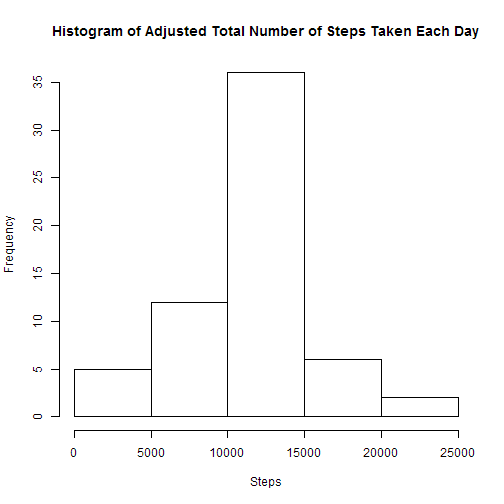 Histogram of Adjusted Total Number of Steps Taken Each Day
Frequency
35
30
25
20
15
10
5
0
0 5000 10000 15000 20000 25000
Steps